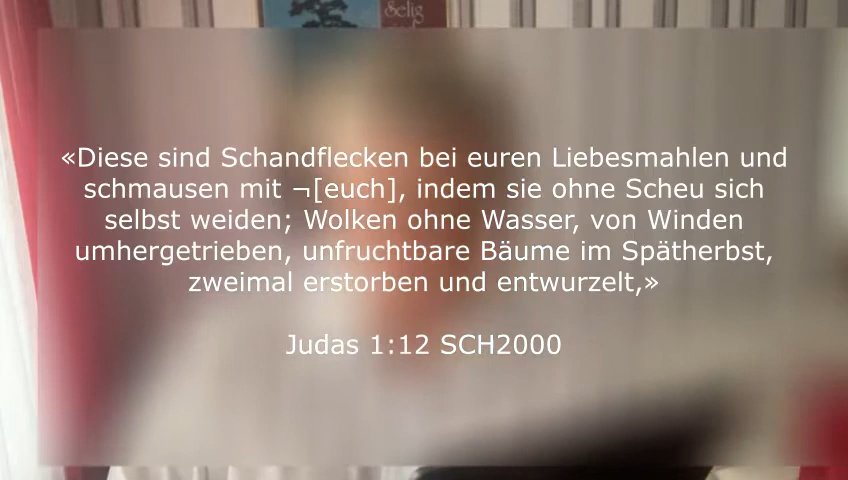 Selig
«Diese sind Schandflecken bei euren Liebesmahlen und
schmausen mit ¬[euch], indem sie ohne Scheu sich
selbst weiden; Wolken ohne Wasser, von Winden
umhergetrieben, unfruchtbare Bäume im Spätherbst,
zweimal erstorben und entwurzelt,»
Judas 1:12 SCH2000